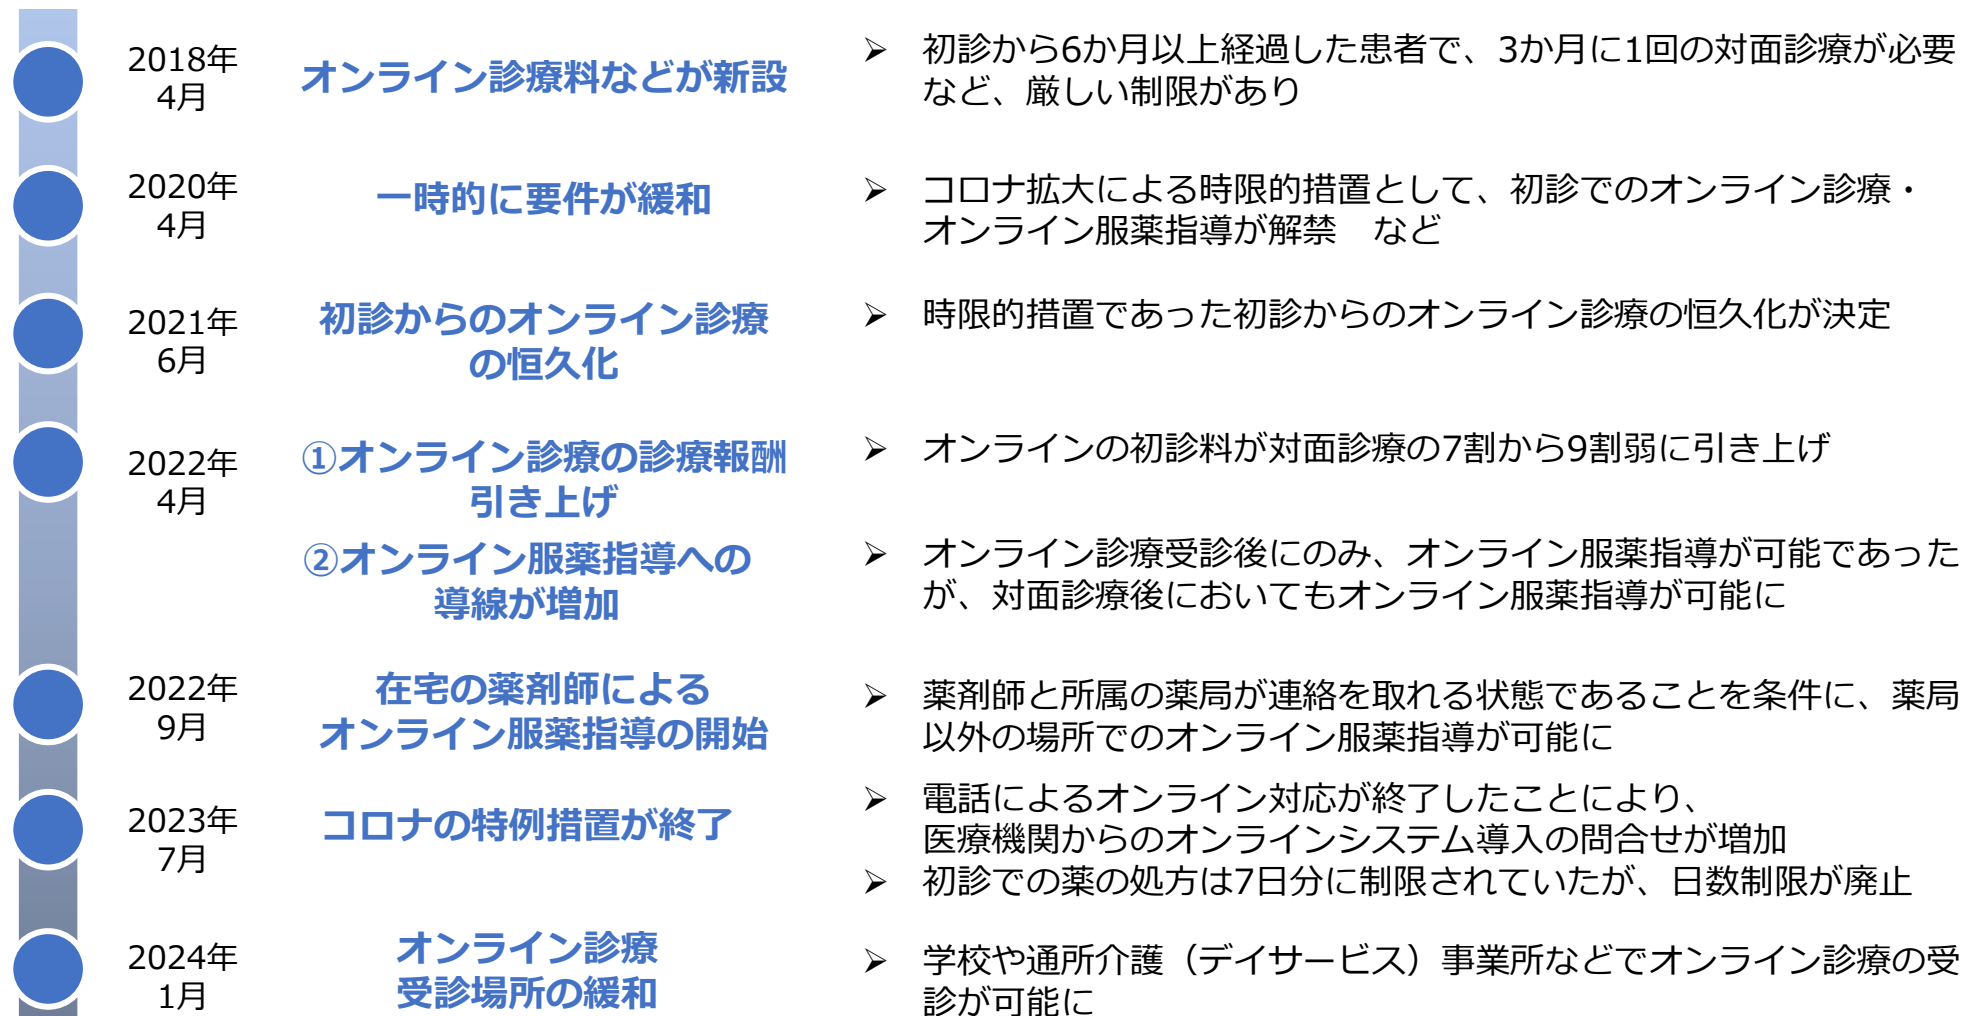 2018年
4月
オンライン診療料などが新設
➢ 初診から6か月以上経過した患者で、3か月に1回の対面診療が必要
など、厳しい制限があり
2020年
4月
一時的に要件が緩和
➢ コロナ拡大による時限的措置として、初診でのオンライン診療・
オンライン服薬指導が解禁　など
2021年
6月
初診からのオンライン診療
の恒久化
➢ 時限的措置であった初診からのオンライン診療の恒久化が決定
2022年
4月
①オンライン診療の診療報酬
引き上げ
➢ オンラインの初診料が対面診療の7割から9割弱に引き上げ
②オンライン服薬指導への
導線が増加
➢ オンライン診療受診後にのみ、オンライン服薬指導が可能であった
が、対面診療後においてもオンライン服薬指導が可能に
2022年
9月
在宅の薬剤師による
オンライン服薬指導の開始
➢ 薬剤師と所属の薬局が連絡を取れる状態であることを条件に、薬局
以外の場所でのオンライン服薬指導が可能に
2023年
7月
コロナの特例措置が終了
➢ 電話によるオンライン対応が終了したことにより、
医療機関からのオンラインシステム導入の問合せが増加
➢ 初診での薬の処方は7日分に制限されていたが、日数制限が廃止
2024年
1月
オンライン診療
受診場所の緩和
➢ 学校や通所介護（デイサービス）事業所などでオンライン診療の受
診が可能に